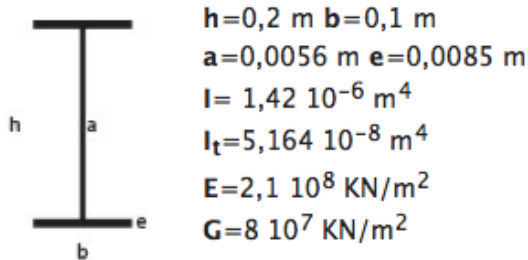 h=0,2 m b=0,1 m
a=0,0056 m e=0,0085 m
I= 1,42 10⁻⁶ m⁴
Iₜ=5,164 10⁻⁸ m⁴
E=2,1 10⁸ KN/m²
G=8 10⁷ KN/m²
h
a
e
b